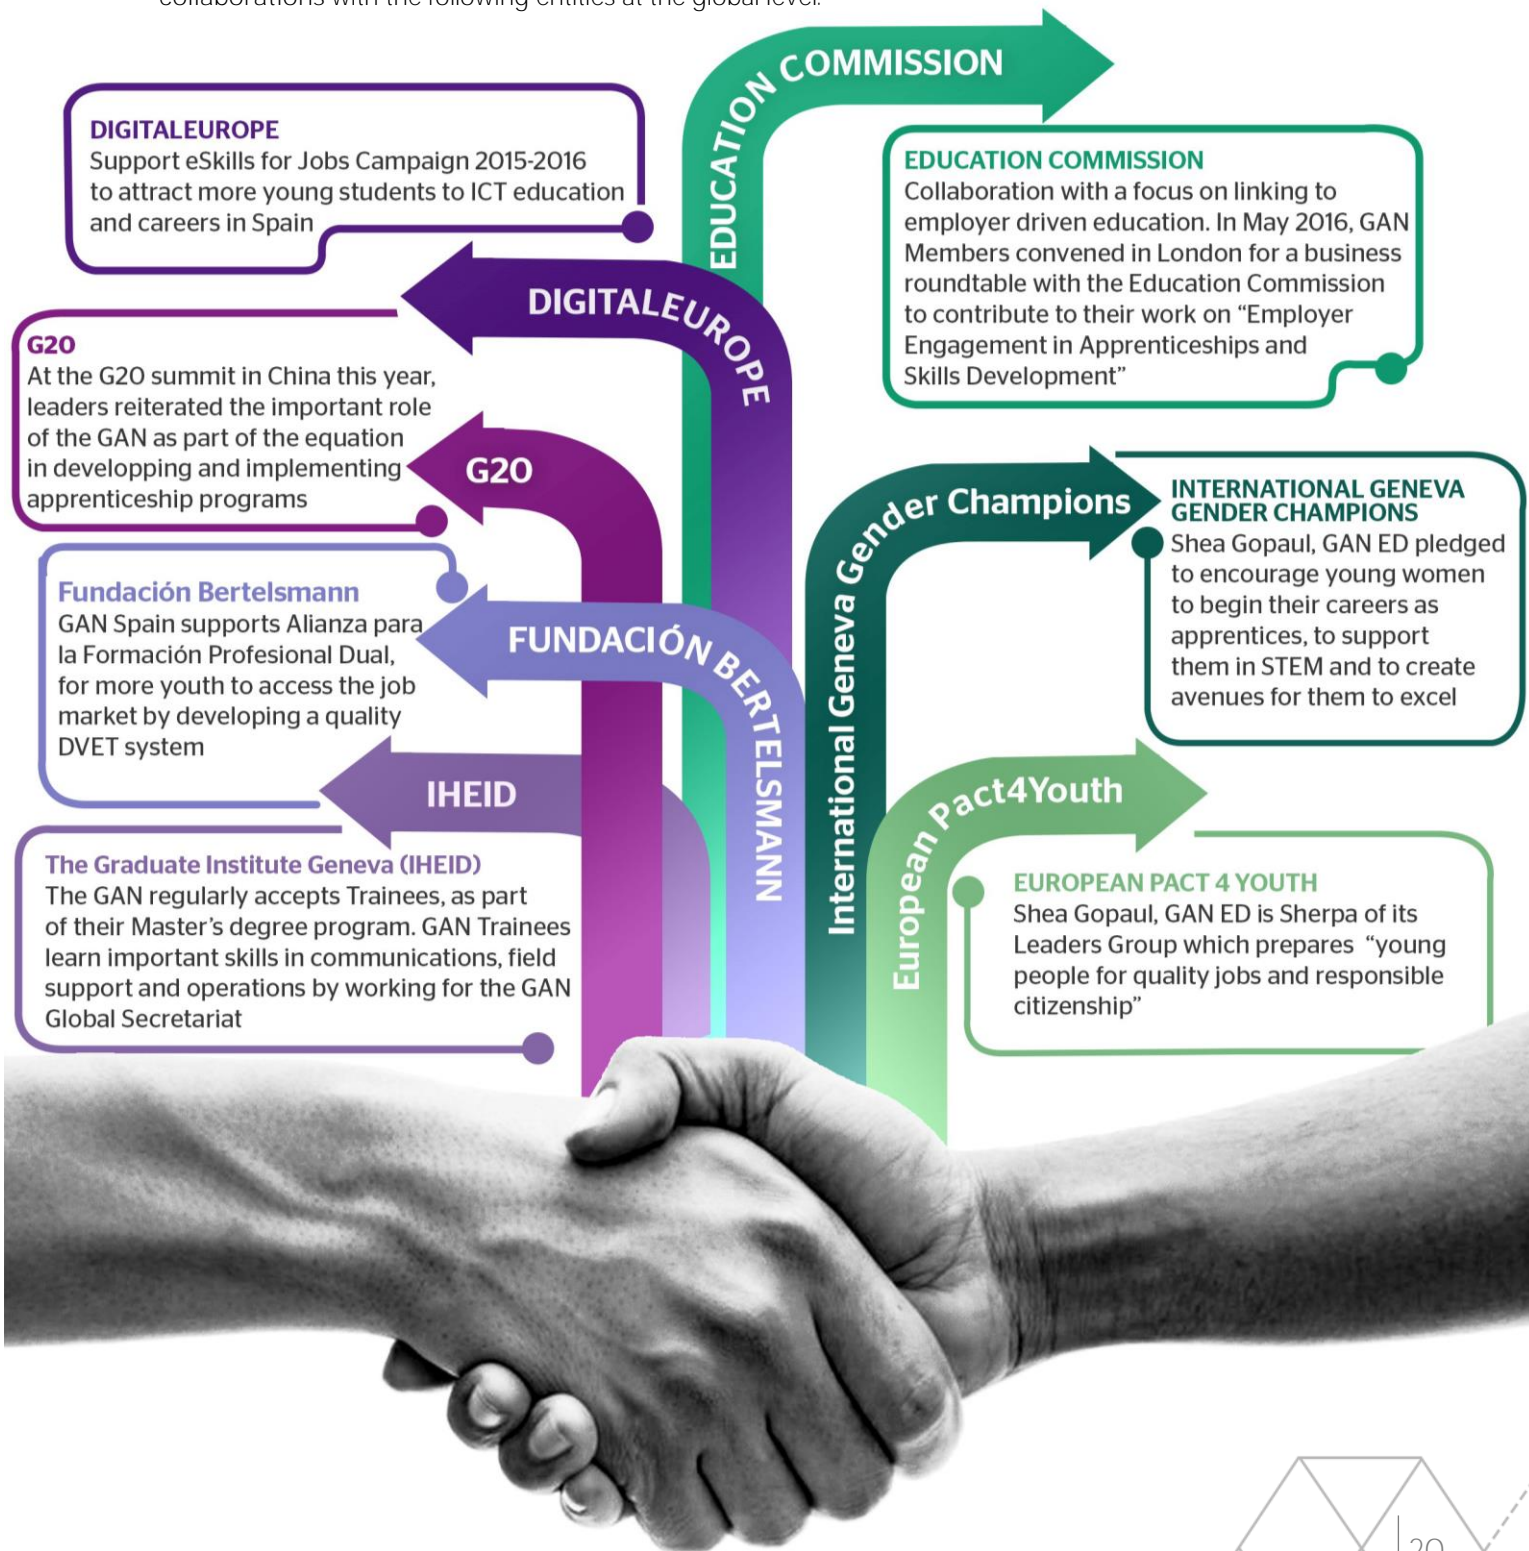 collaborations with the following entities at the global level:
EDUCATION COMMISSION
DIGITALEUROPE
Support eSkills for Jobs Campaign 2015-2016
to attract more young students to ICT education
and careers in Spain
EDUCATION COMMISSION
Collaboration with a focus on linking to
employer driven education. In May 2016, GAN
Members convened in London for a business
roundtable with the Education Commission
to contribute to their work on “Employer
Engagement in Apprenticeships and
Skills Development”
DIGITALEUROPE
G20
At the G20 summit in China this year,
leaders reiterated the important role
of the GAN as part of the equation
in developping and implementing
apprenticeship programs
G20
International Geneva Gender Champions
INTERNATIONAL GENEVA
GENDER CHAMPIONS
Shea Gopaul, GAN ED pledged
to encourage young women
to begin their careers as
apprentices, to support
them in STEM and to create
avenues for them to excel
Fundación Bertelsmann
GAN Spain supports Alianza para
la Formación Profesional Dual,
for more youth to access the job
market by developing a quality
DVET system
FUNDACIÓN BERTELSMANN
IHEID
European Pact4Youth
The Graduate Institute Geneva (IHEID)
The GAN regularly accepts Trainees, as part
of their Master’s degree program. GAN Trainees
learn important skills in communications, field
support and operations by working for the GAN
Global Secretariat
EUROPEAN PACT 4 YOUTH
Shea Gopaul, GAN ED is Sherpa of its
Leaders Group which prepares “young
people for quality jobs and responsible
citizenship”
20